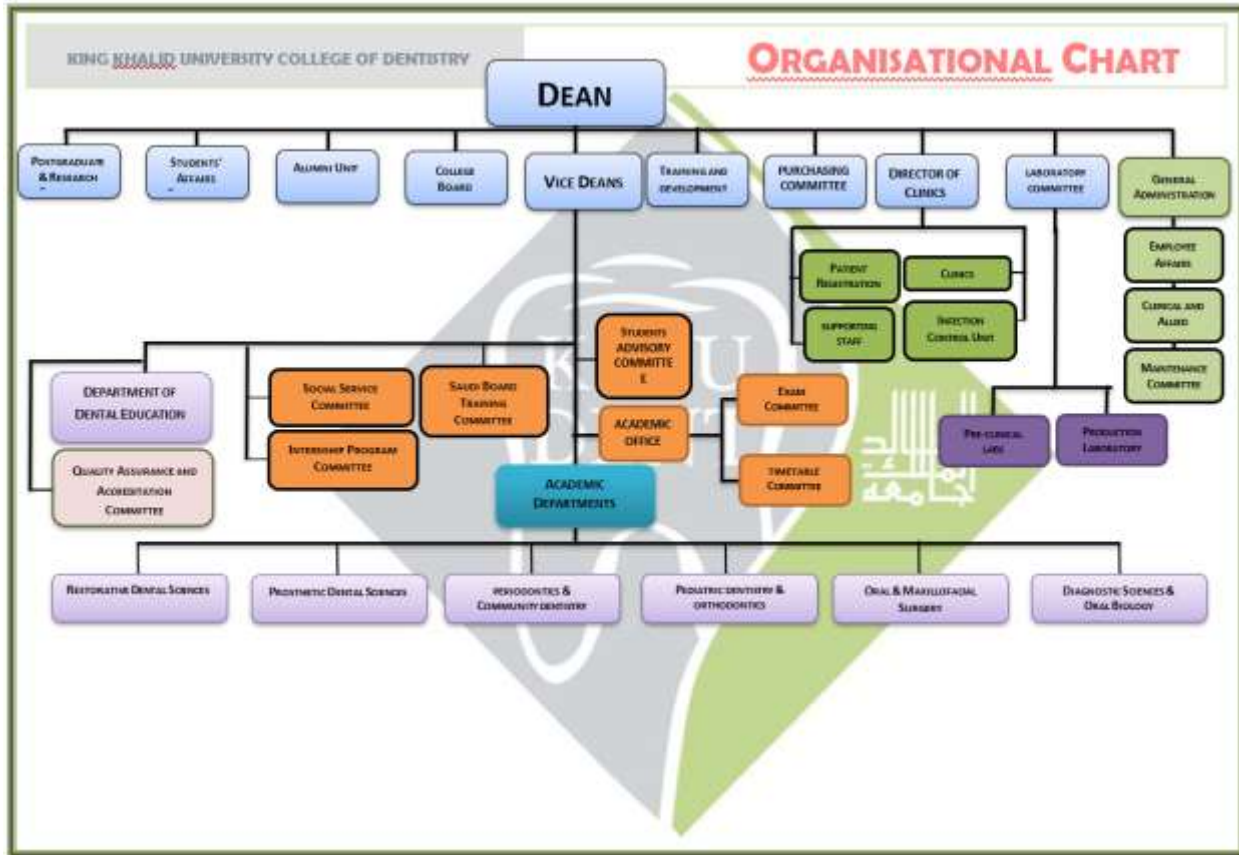 KING KHALID UNIVERSITY COLLEGE OF DENTISTRY
ORGANISATIONAL CHART
DEAN
POSTGRADUATE
& RESEARCH
STUDENTS'
AFFAIRS
ALUMNI UNIT
COLLEGE
BOARD
VICE DEANS
TRAINING AND
DEVELOPMENT
PURCHASING
COMMITTEE
DIRECTOR OF
CLINICS
LABORATORY
COMMITTEE
GENERAL
ADMINISTRATION
PATIENT
REGISTRATION
CLINICS
EMPLOYEE
AFFAIRS
SUPPORTING
STAFF
INFECTION
CONTROL UNIT
CLINICAL AND
ALLIED
MAINTENANCE
COMMITTEE
STUDENTS
ADVISORY
COMMITTE
E
DEPARTMENT OF
DENTAL EDUCATION
SOCIAL SERVICE
COMMITTEE
SAUDI BOARD
TRAINING
COMMITTEE
EXAM
COMMITTEE
ACADEMIC
OFFICE
PRE-CLINICAL
LABS
PRODUCTION
LABORATORY
INTERSHIP PROGRAM
COMMITTEE
QUALITY ASSURANCE AND
ACCREDITATION
COMMITTEE
TIMETABLE
COMMITTEE
ACADEMIC
DEPARTMENTS
RESTORATIVE DENTAL SCIENCES
PROSTHETIC DENTAL SCIENCES
PERIODONTICS &
COMMUNITY DENTISTRY
PEDIATRIC DENTISTRY &
ORTHODONTICS
ORAL & MAXILLOFACIAL
SURGERY
DIAGNOSTIC SCIENCES &
ORAL BIOLOGY